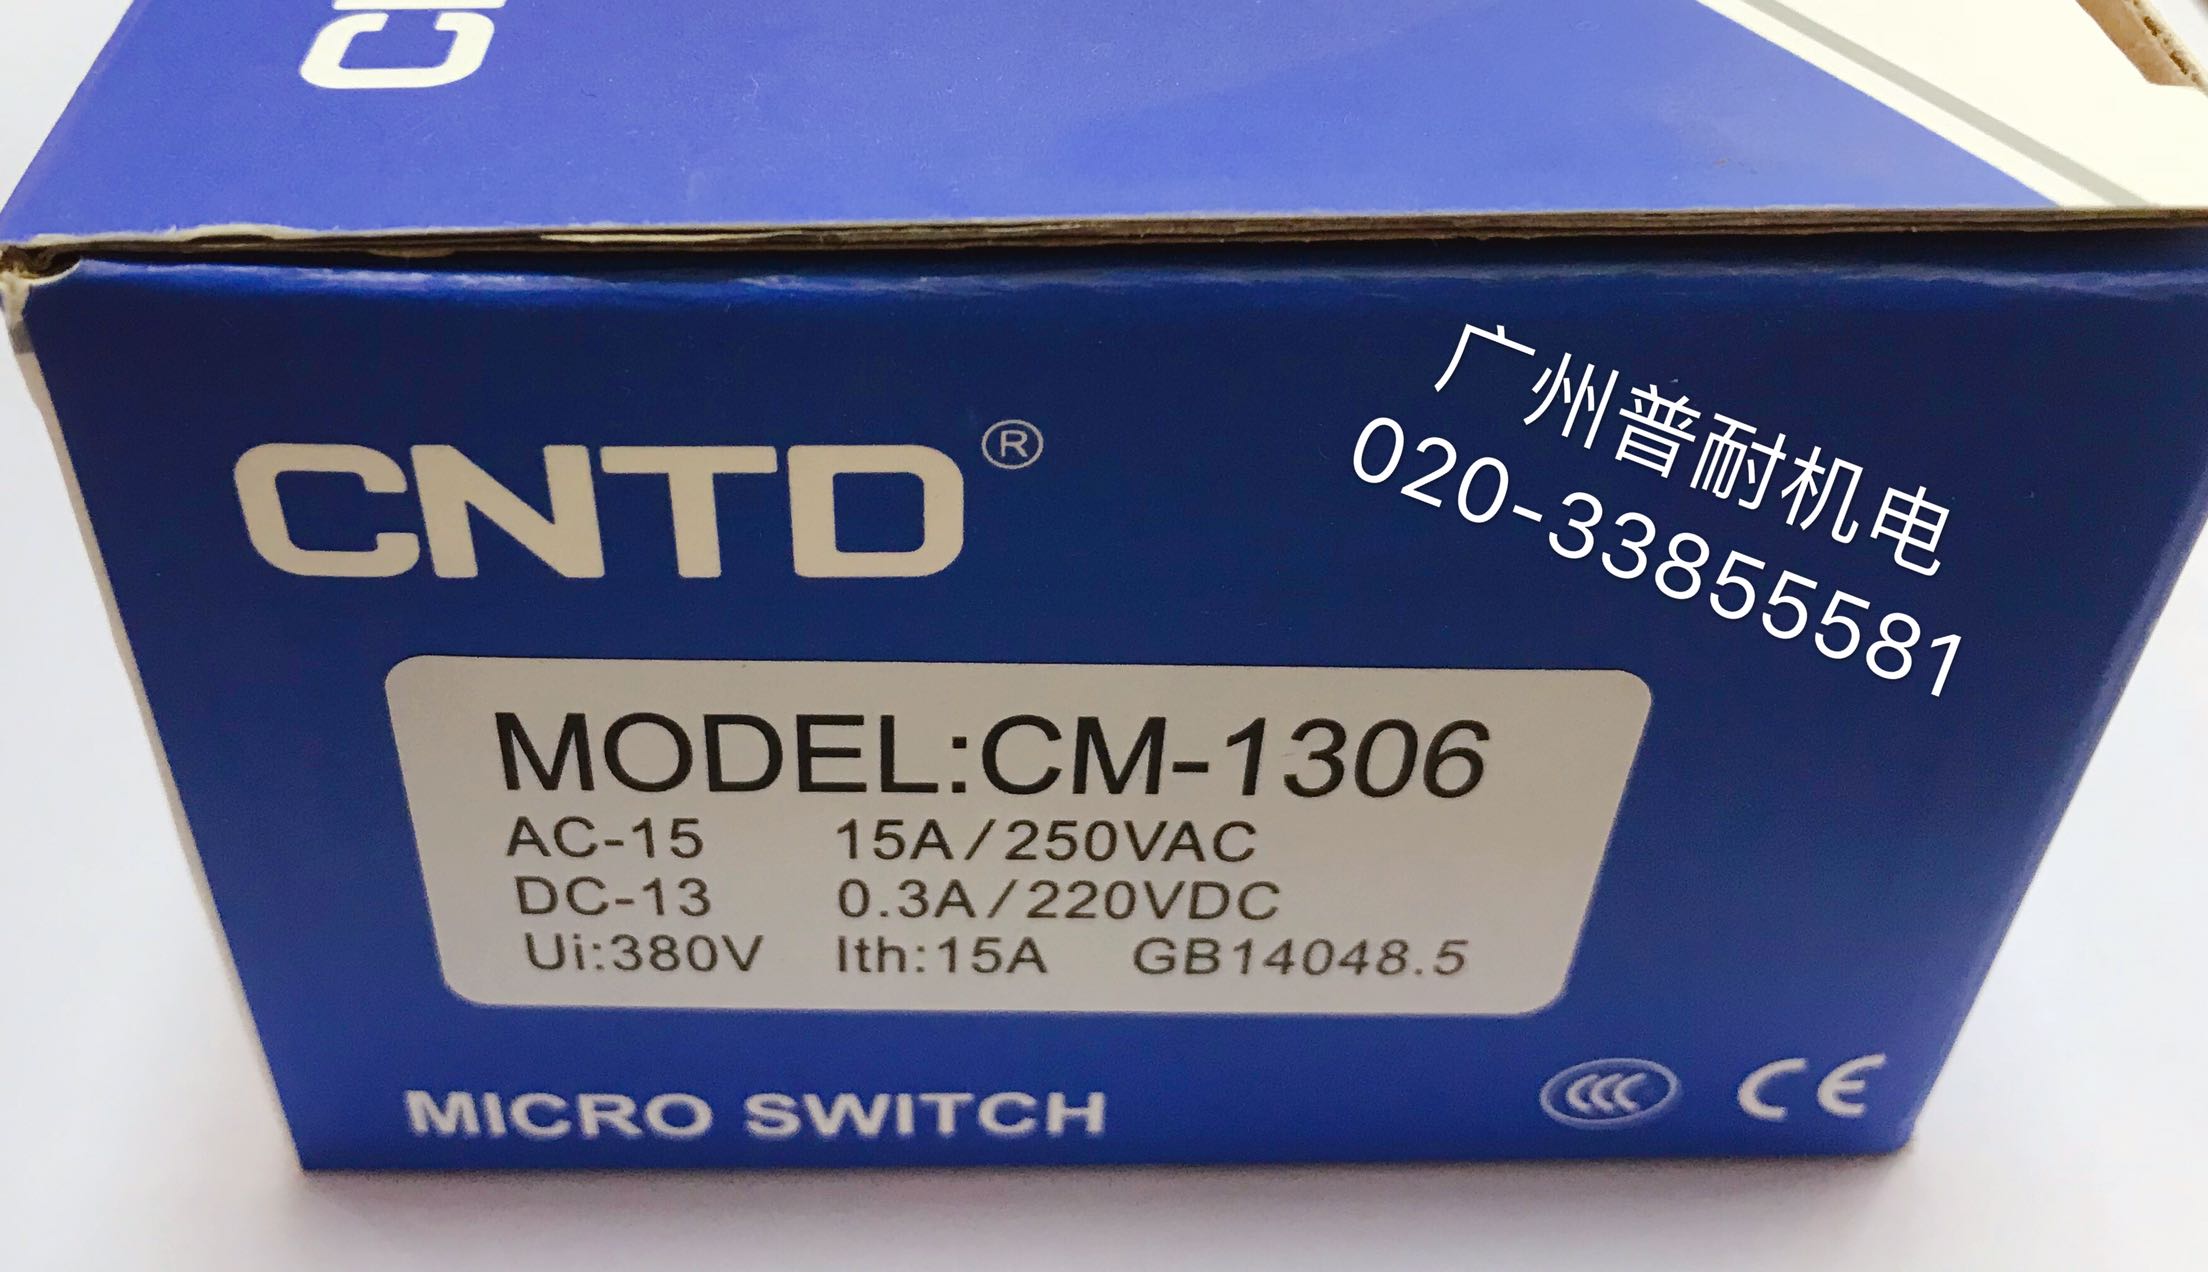 CNTD®
广州普耐机电
020-33855581
MODEL:CM-1306
AC-15 15A/250VAC
DC-13 0.3A/220VDC
Ui:380V Ith:15A GB14048.5
MICRO SWITCH
CCC CE